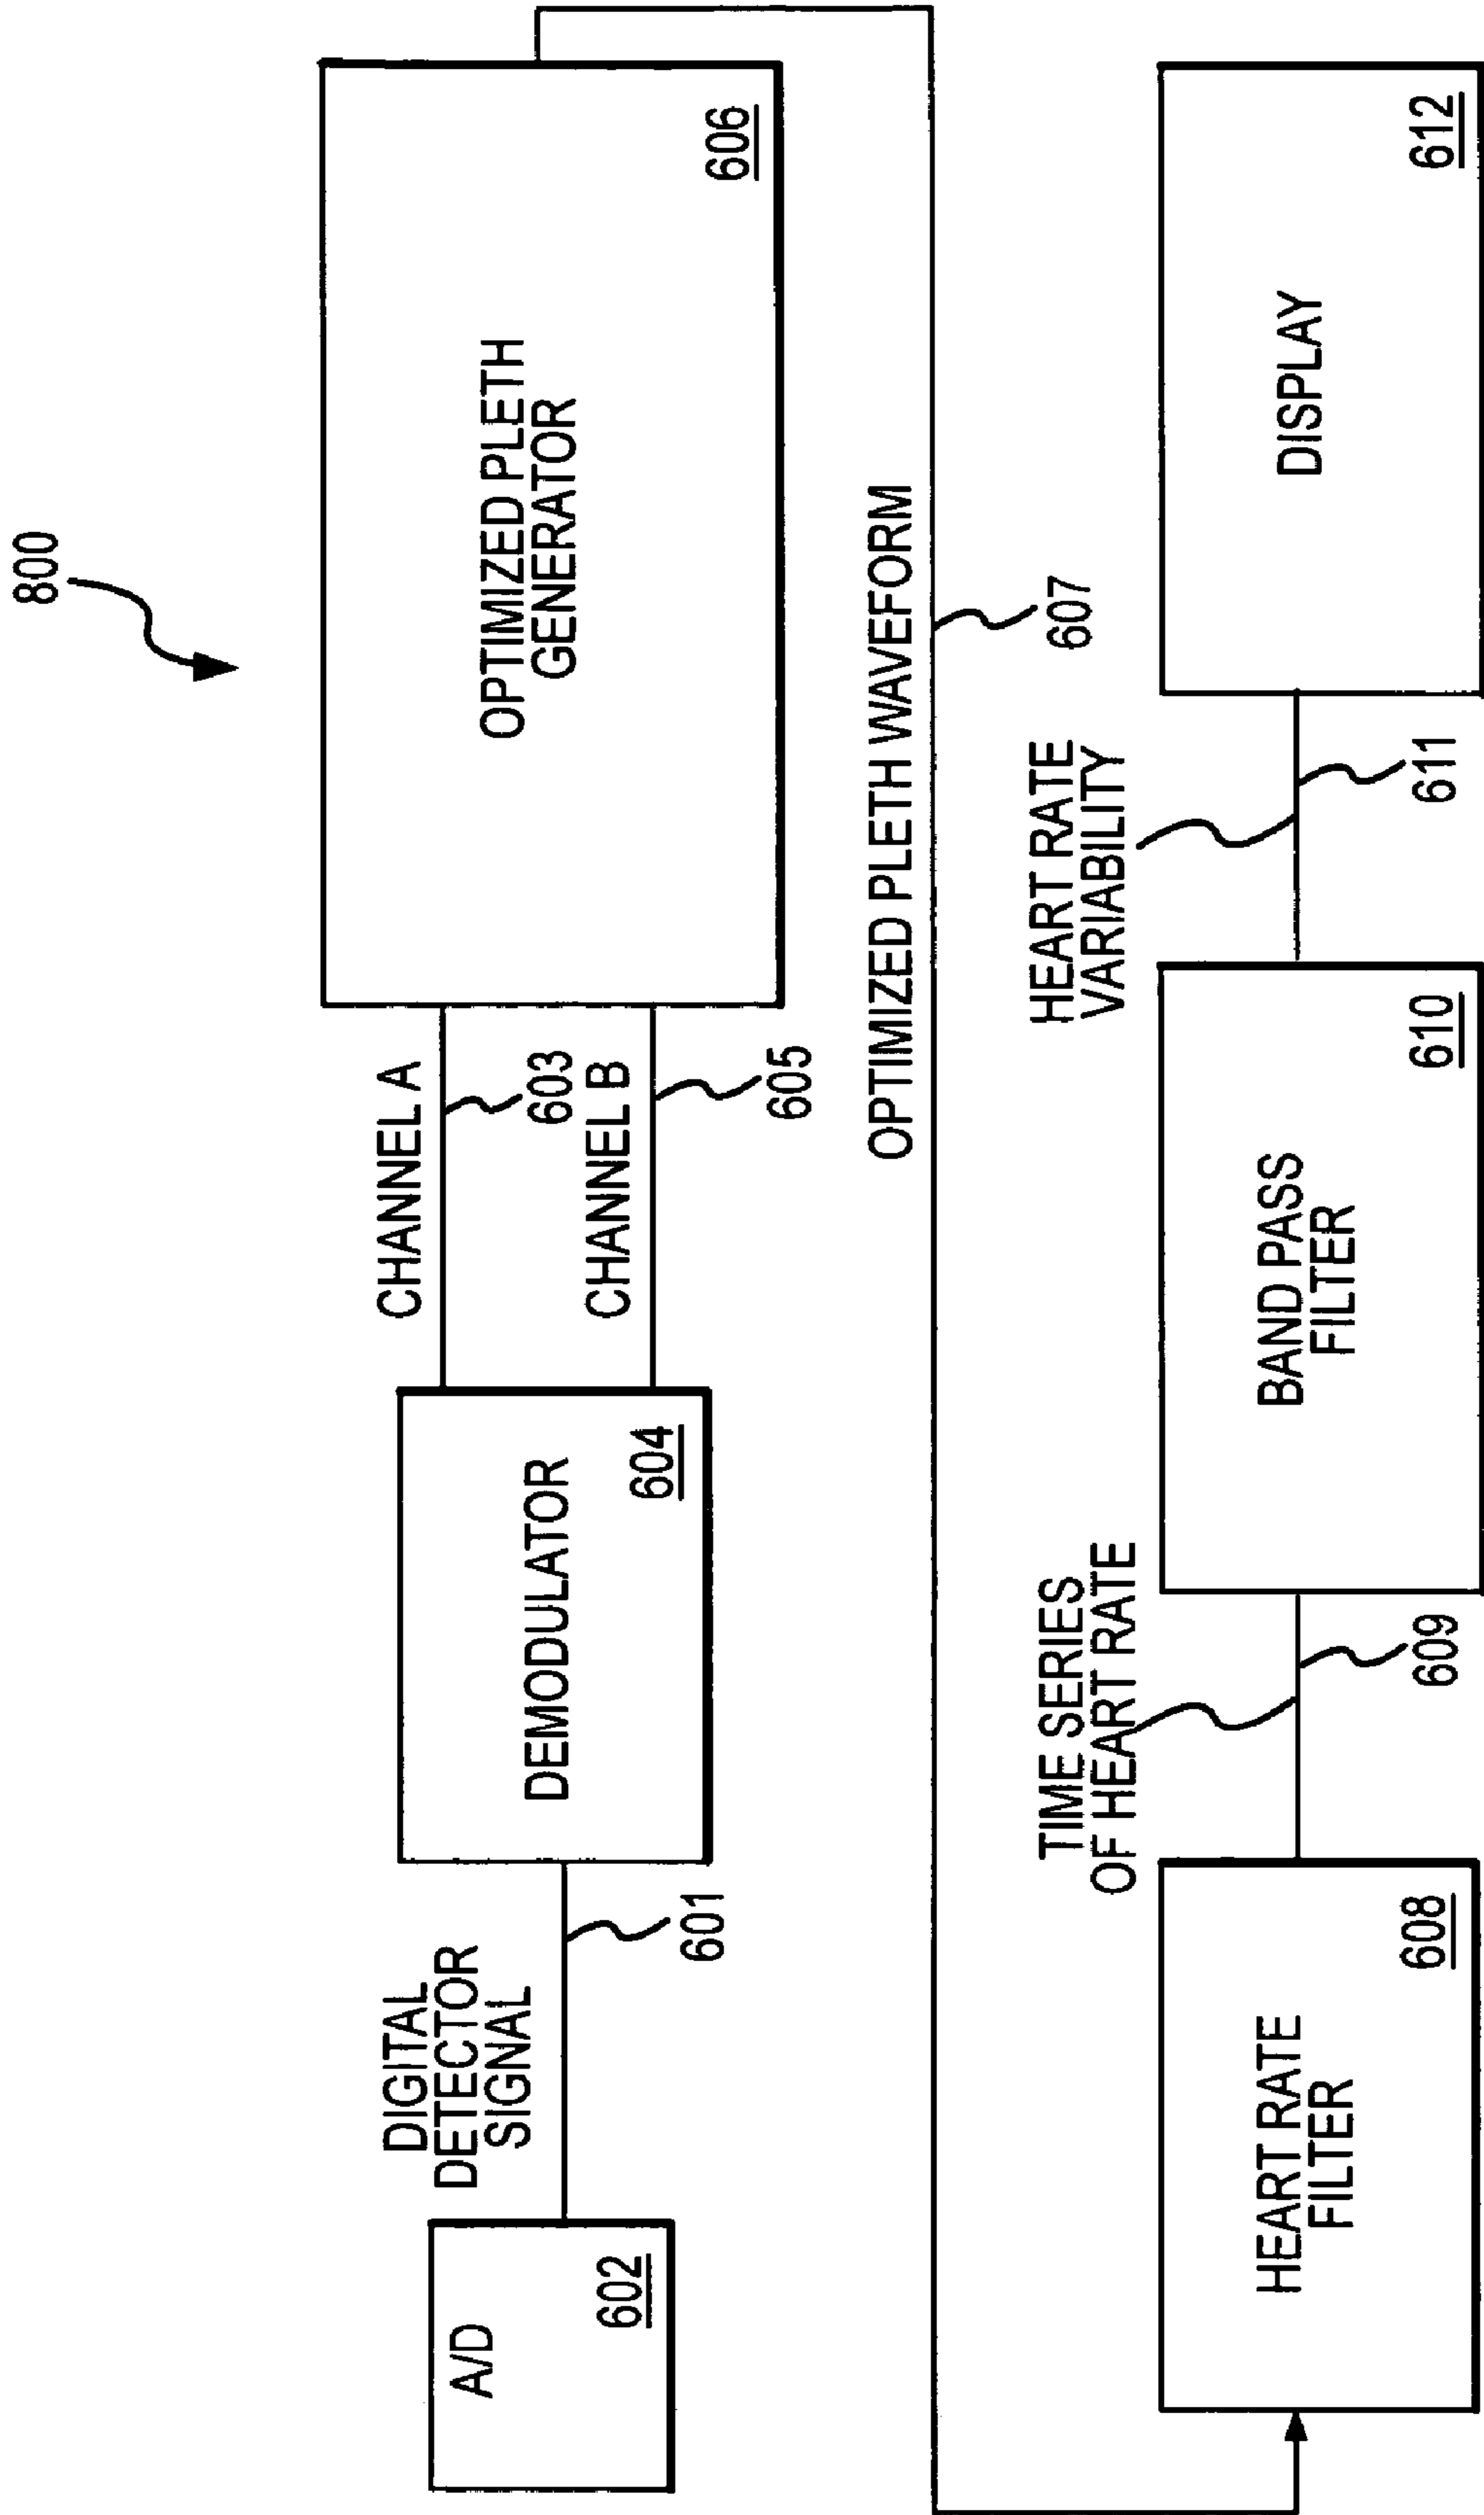 800
A/D
602
DIGITAL
DETECTOR
SIGNAL
601
DEMODULATOR
604
CHANNEL A
603
CHANNEL B
605
OPTIMIZED PLETH
GENERATOR
606
OPTIMIZED PLETH WAVEFORM
607
HEART RATE
FILTER
608
TIME SERIES
OF HEART RATE
609
BAND PASS
FILTER
610
HEART RATE
VARIABILITY
611
DISPLAY
612